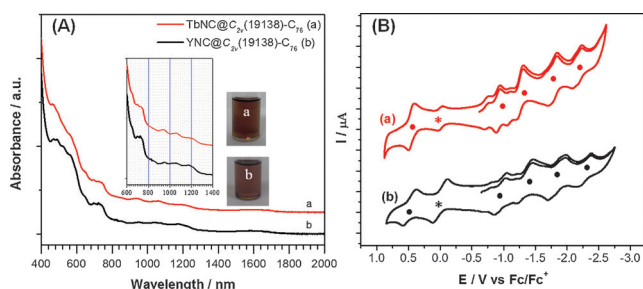 (A)
TbNC@C2v(19138)-C76 (a)
YNC@C2v(19138)-C76 (b)
Absorbance / a.u.
600 800 1000 1200 1400
a
b
a
b
400 600 800 1000 1200 1400 1600 1800 2000
Wavelength / nm
(B)
I / µA
(a)
*
(b)
*
1.0 0.5 0.0 -0.5 -1.0 -1.5 -2.0 -2.5 -3.0
E / V vs Fc/Fc+